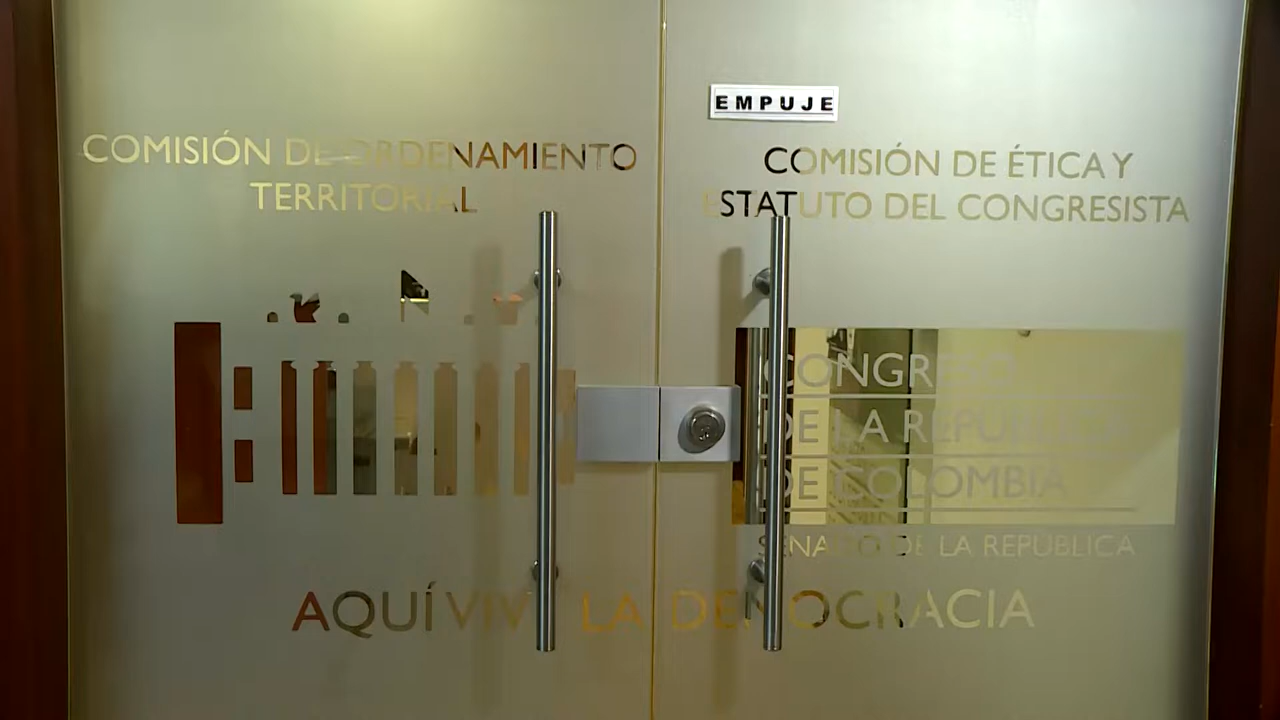 EMPUJE
COMISIÓN DE ORDENAMIENTO
TERRITORIAL
COMISIÓN DE ÉTICA Y
ESTATUTO DEL CONGRESISTA
CONGRESO
DE LA REPÚBLICA
DE COLOMBIA
SENADO DE LA REPÚBLICA
AQUÍ VIVE LA DEMOCRACIA